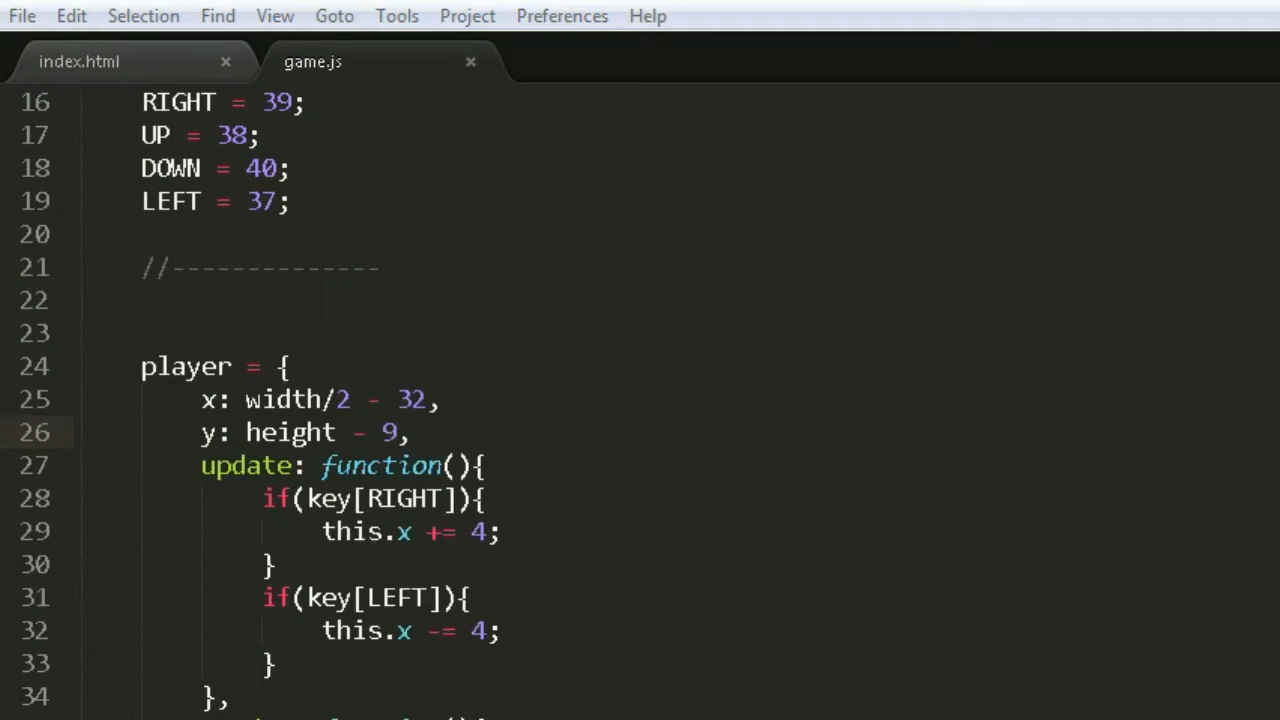 File Edit Selection Find View Goto Tools Project Preferences Help
index.html × game.js ×
16 RIGHT = 39;
17 UP = 38;
18 DOWN = 40;
19 LEFT = 37;
20
21 //--------------
22
23
24 player = {
25 x: width/2 - 32,
26 y: height - 9,
27 update: function(){
28 if(key[RIGHT]){
29 this.x += 4;
30 }
31 if(key[LEFT]){
32 this.x -= 4;
33 }
34 },